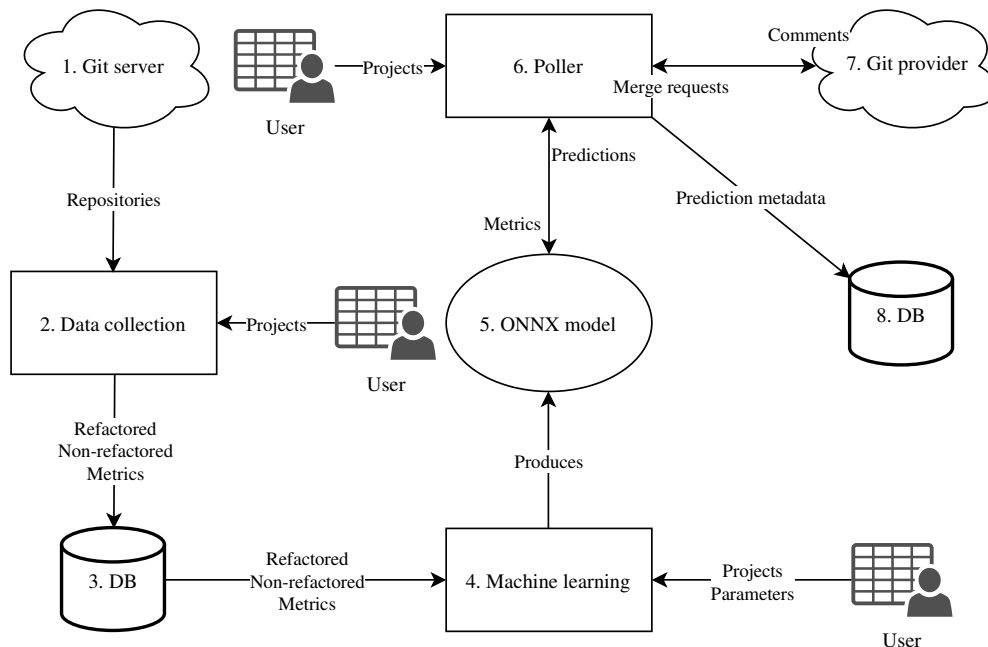 1. Git server
User
Projects
6. Poller
Comments
Merge requests
7. Git provider
Repositories
Predictions
Metrics
Prediction metadata
2. Data collection
Projects
User
5. ONNX model
8. DB
Refactored
Non-refactored
Metrics
Produces
3. DB
Refactored
Non-refactored
Metrics
4. Machine learning
Projects
Parameters
User